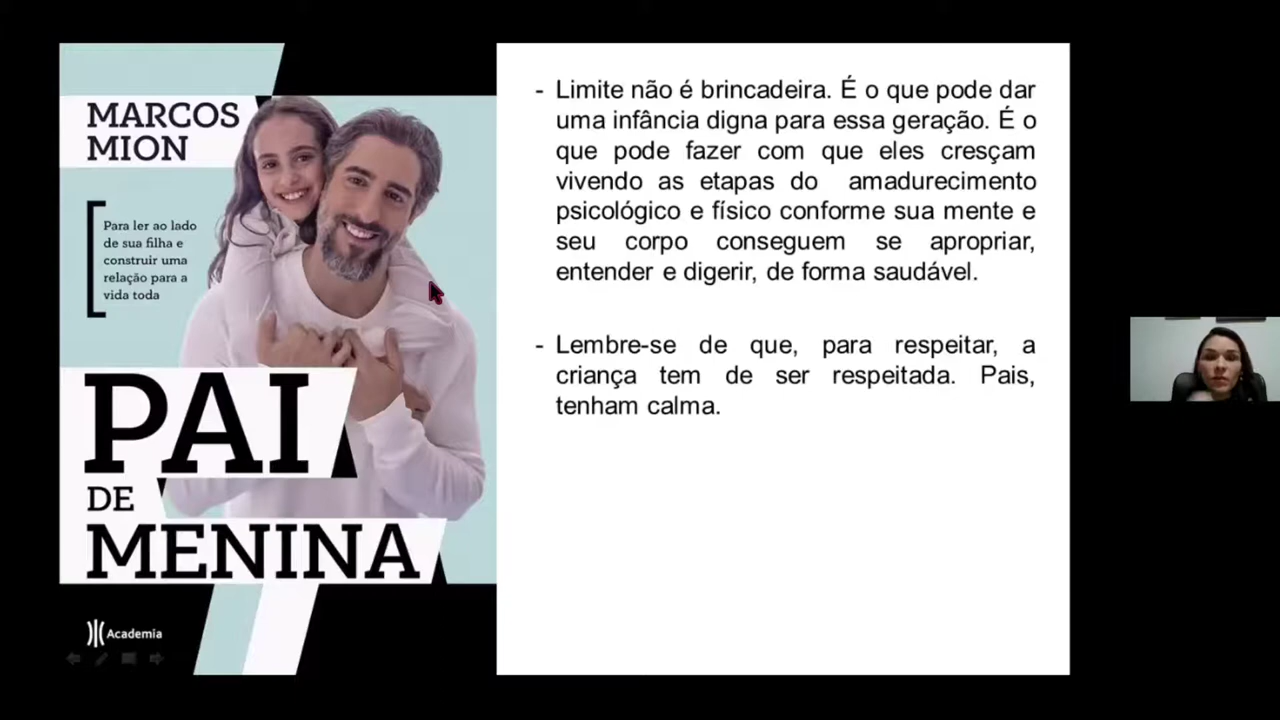 MARCOS
MION
Para ler ao lado
de sua filha e
construir uma
relação para a
vida toda
PAI
DE
MENINA
Academia
- Limite não é brincadeira. É o que pode dar
uma infância digna para essa geração. É o
que pode fazer com que eles cresçam
vivendo as etapas do amadurecimento
psicológico e físico conforme sua mente e
seu corpo conseguem se apropriar,
entender e digerir, de forma saudável.
- Lembre-se de que, para respeitar, a
criança tem de ser respeitada. Pais,
tenham calma.